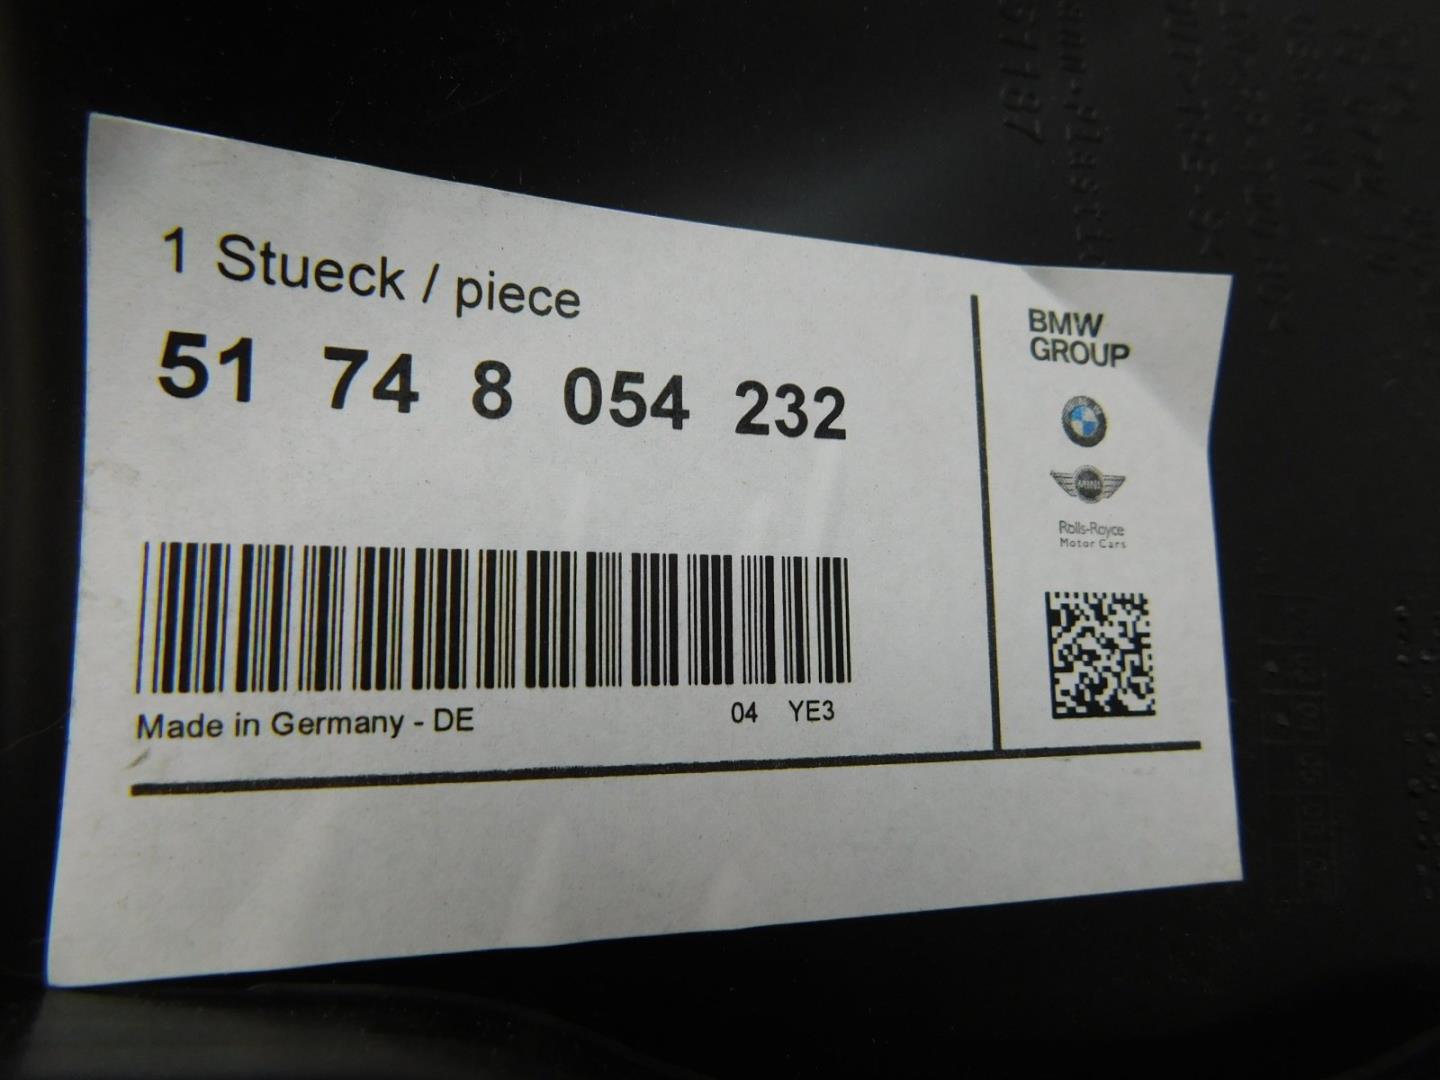 1 Stueck / piece
51 74 8 054 232
Made in Germany - DE
04 YE3
BMW
GROUP
MINI
Rolls-Royce
Motor Cars